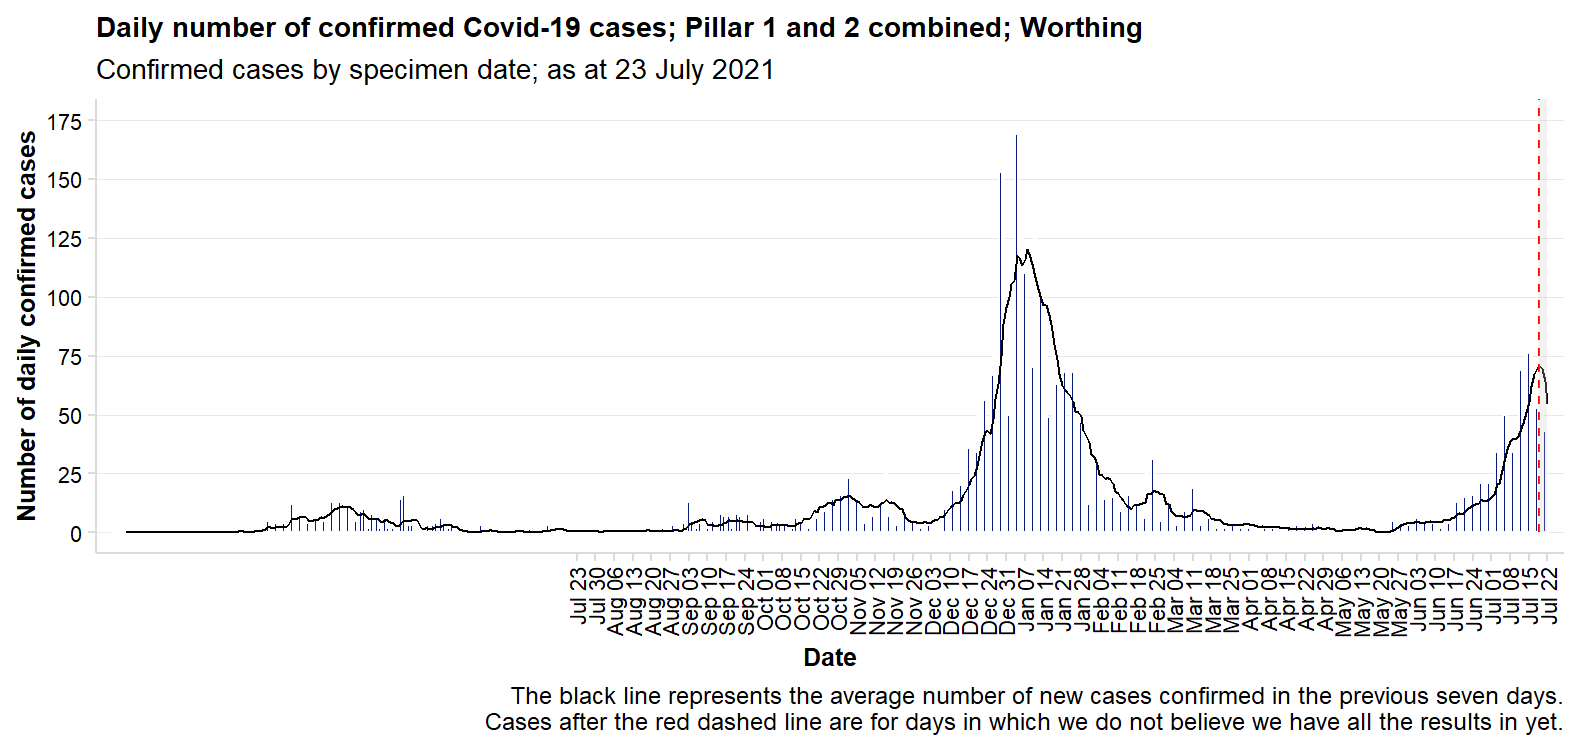 Daily number of confirmed Covid-19 cases; Pillar 1 and 2 combined; Worthing
Confirmed cases by specimen date; as at 23 July 2021
Number of daily confirmed cases
175
150
125
100
75
50
25
0
Jul 23
Jul 30
Aug 06
Aug 13
Aug 20
Aug 27
Sep 03
Sep 10
Sep 17
Sep 24
Oct 01
Oct 08
Oct 15
Oct 22
Oct 29
Nov 05
Nov 12
Nov 19
Nov 26
Dec 03
Dec 10
Dec 17
Dec 24
Dec 31
Jan 07
Jan 14
Jan 21
Jan 28
Feb 04
Feb 11
Feb 18
Feb 25
Mar 04
Mar 11
Mar 18
Mar 25
Apr 01
Apr 08
Apr 15
Apr 22
Apr 29
May 06
May 13
May 20
May 27
Jun 03
Jun 10
Jun 17
Jun 24
Jul 01
Jul 08
Jul 15
Jul 22
Date
The black line represents the average number of new cases confirmed in the previous seven days.
Cases after the red dashed line are for days in which we do not believe we have all the results in yet.